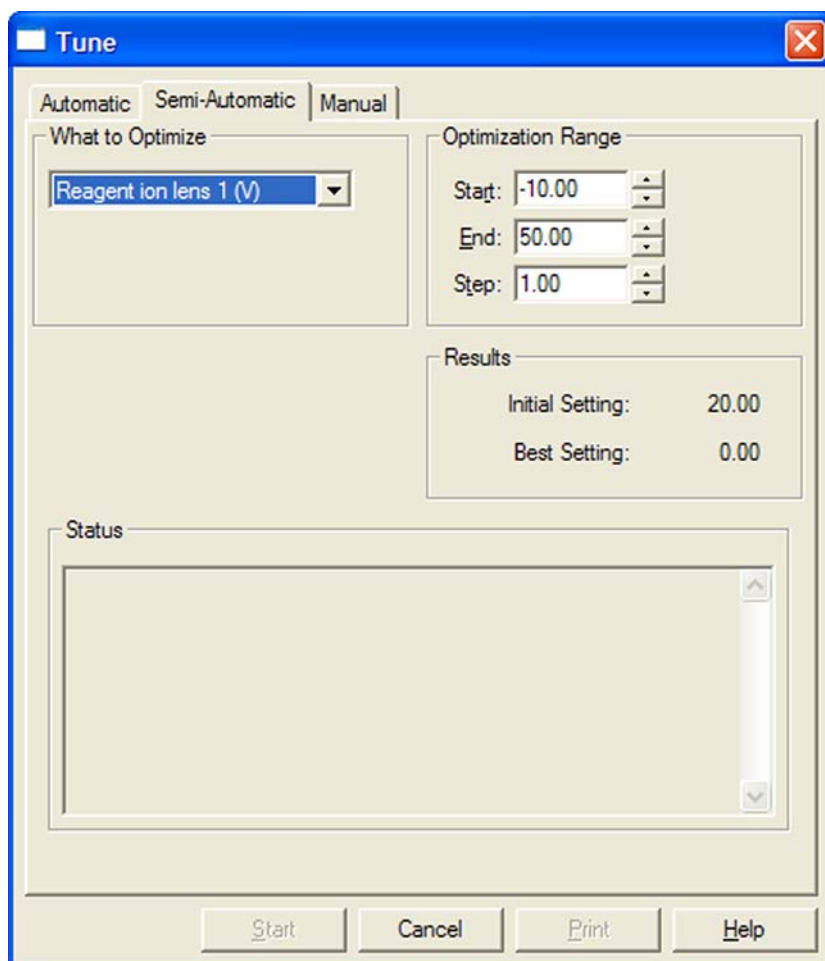 Tune
Automatic Semi-Automatic Manual
What to Optimize
Reagent ion lens 1 (V)
Optimization Range
Start: -10.00
End: 50.00
Step: 1.00
Results
Initial Setting: 20.00
Best Setting: 0.00
Status
Start Cancel Print Help